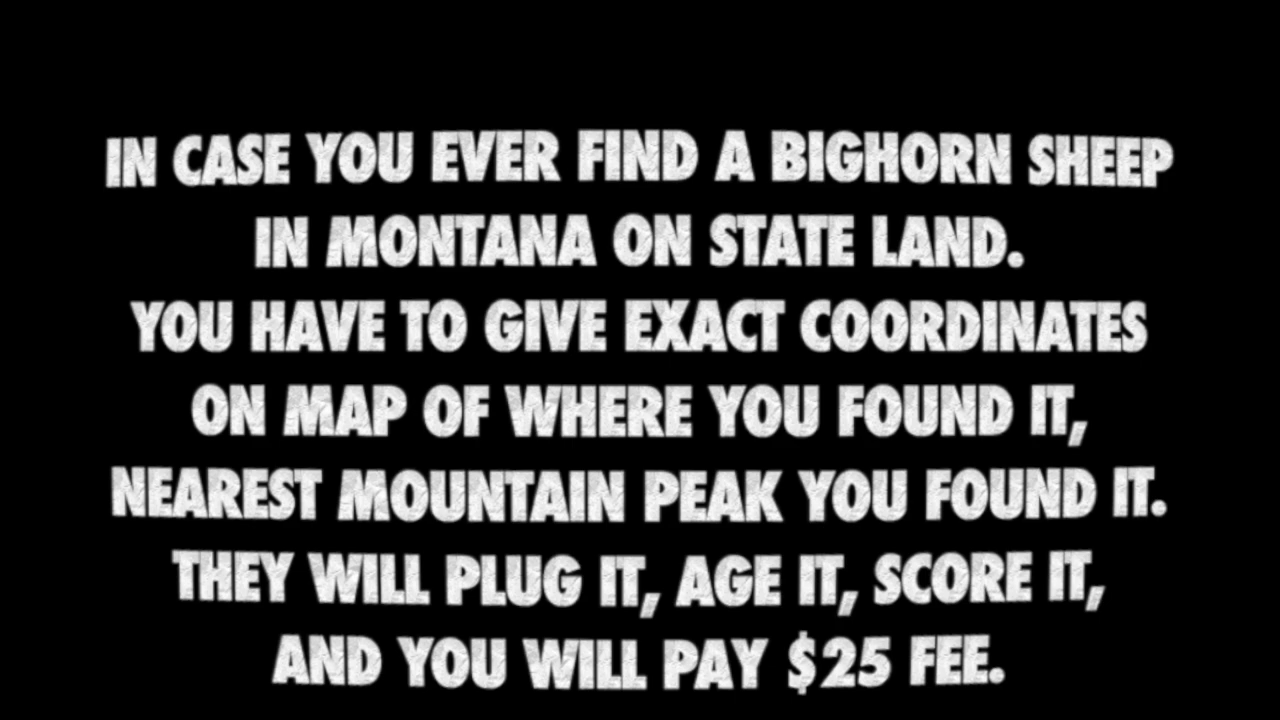 IN CASE YOU EVER FIND A BIGHORN SHEEP
IN MONTANA ON STATE LAND.
YOU HAVE TO GIVE EXACT COORDINATES
ON MAP OF WHERE YOU FOUND IT,
NEAREST MOUNTAIN PEAK YOU FOUND IT.
THEY WILL PLUG IT, AGE IT, SCORE IT,
AND YOU WILL PAY $25 FEE.